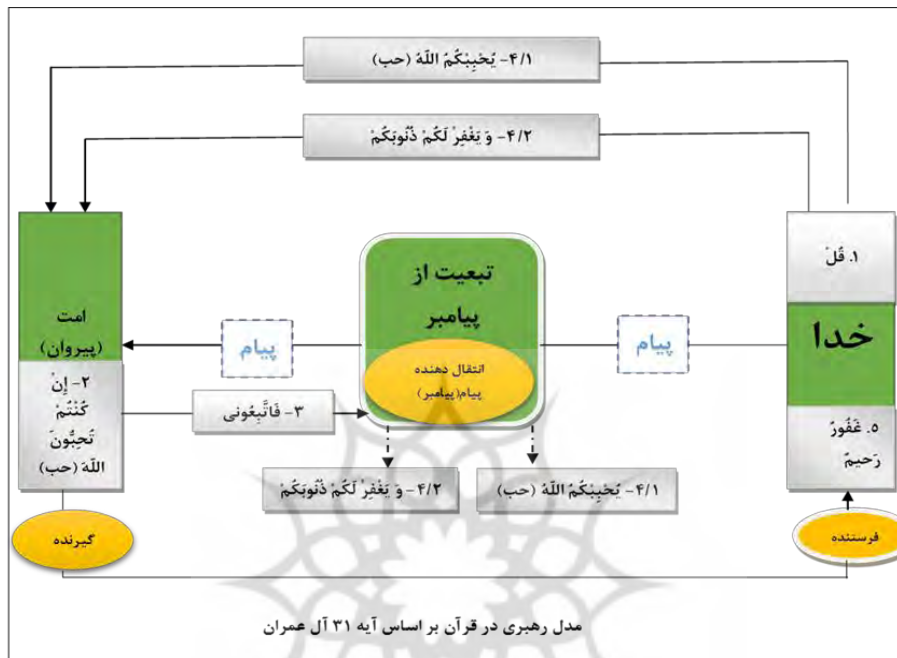 ۴/۱- یُحْبِبْكُمُ اللَّهُ (حب)
۴/۲- وَ یَغْفِرْ لَكُمْ ذُنُوبَكُمْ
۱. قُلْ
خدا
۵. غَفُورٌ
رَحیمٌ
فرستنده
پیام
تبعیت از
پیامبر
انتقال دهنده
پیام(پیامبر)
پیام
امت
(پیروان)
۲- إِنْ
كُنْتُمْ
تُحِبُّونَ
اللَّهَ (حب)
گیرنده
۳- فَاتَّبِعُونی
۴/۱- یُحْبِبْكُمُ اللَّهُ (حب)
۴/۲- وَ یَغْفِرْ لَكُمْ ذُنُوبَكُمْ
مدل رهبری در قرآن بر اساس آیه ۳۱ آل عمران